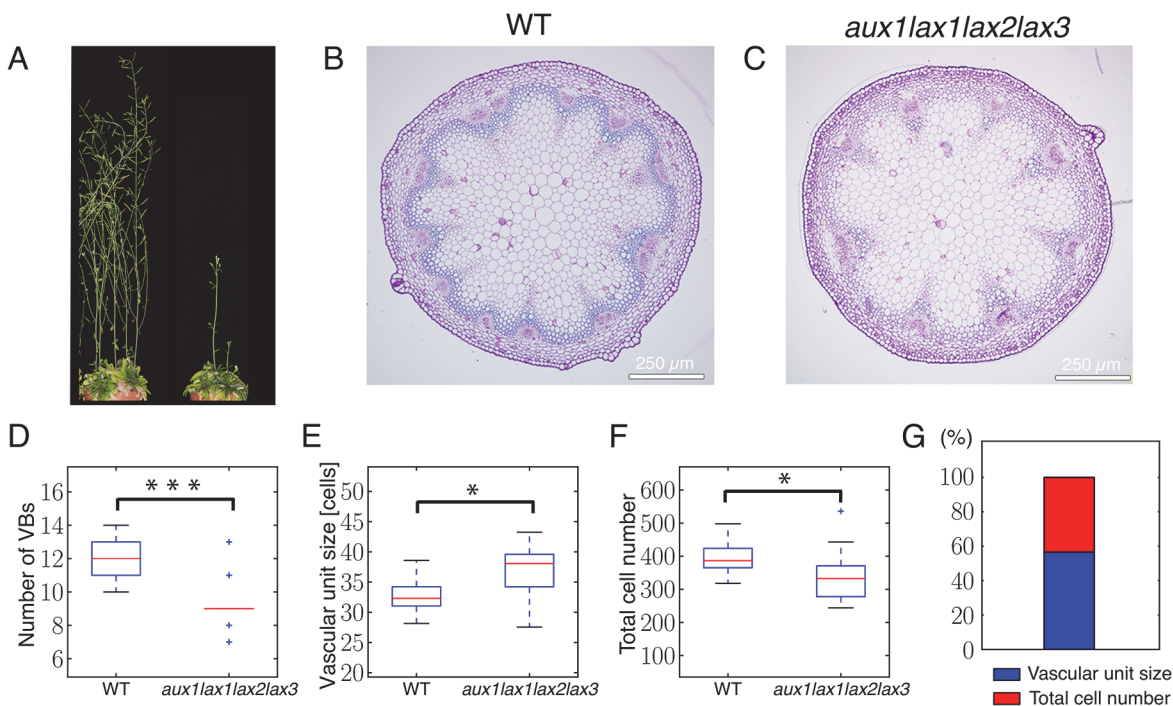 WT
aux1lax1lax2lax3
A
B
C
250 µm
250 µm
D
E
F
G
(%)
Number of VBs
16
14
12
10
8
6
* * *
WT
aux1lax1lax2lax3
Vascular unit size [cells]
50
45
40
35
30
25
20
*
WT
aux1lax1lax2lax3
Total cell number
600
500
400
300
200
100
*
WT
aux1lax1lax2lax3
100
80
60
40
20
0
Vascular unit size
Total cell number